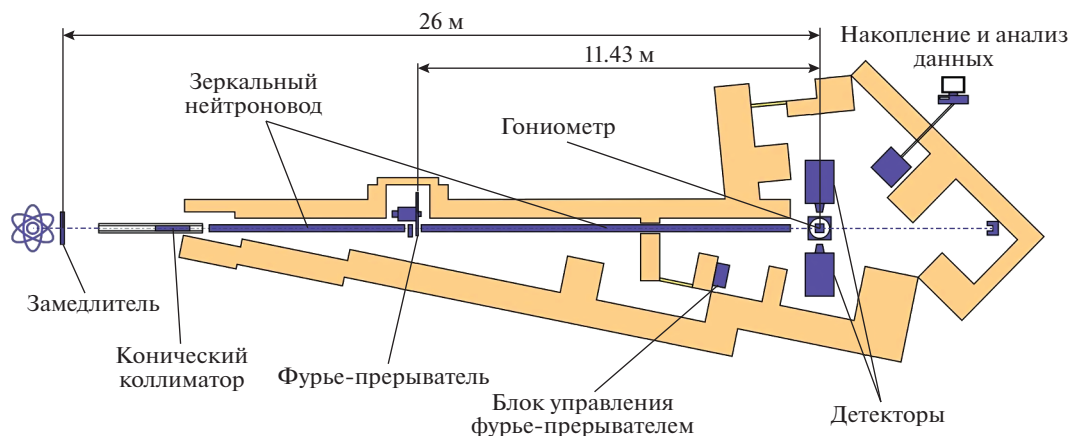 26 м
11.43 м
Накопление и анализ
данных
Зеркальный
нейтроновод
Гониометр
Замедлитель
Конический
коллиматор
Фурье-прерыватель
Блок управления
фурье-прерывателем
Детекторы